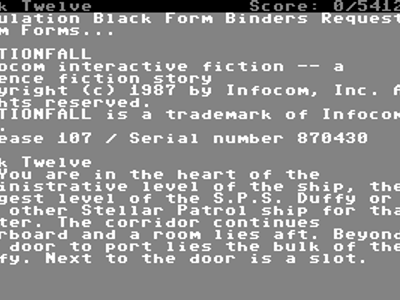 k Twelve Score: 0/5412
ulation Black Form Binders Request
m Forms...
TIONFALL
ocom interactive fiction -- a
ence fiction story
yright (c) 1987 by Infocom, Inc. A
hts reserved.
TIONFALL is a trademark of Infocom
.
ease 107 / Serial number 870430
k Twelve
You are in the heart of the
inistrative level of the ship, the
gest level of the S.P.S. Duffy or
other Stellar Patrol ship for tha
ter. The corridor continues
rboard and a room lies aft. Beyond
door to port lies the bulk of the
fy. Next to the door is a slot.